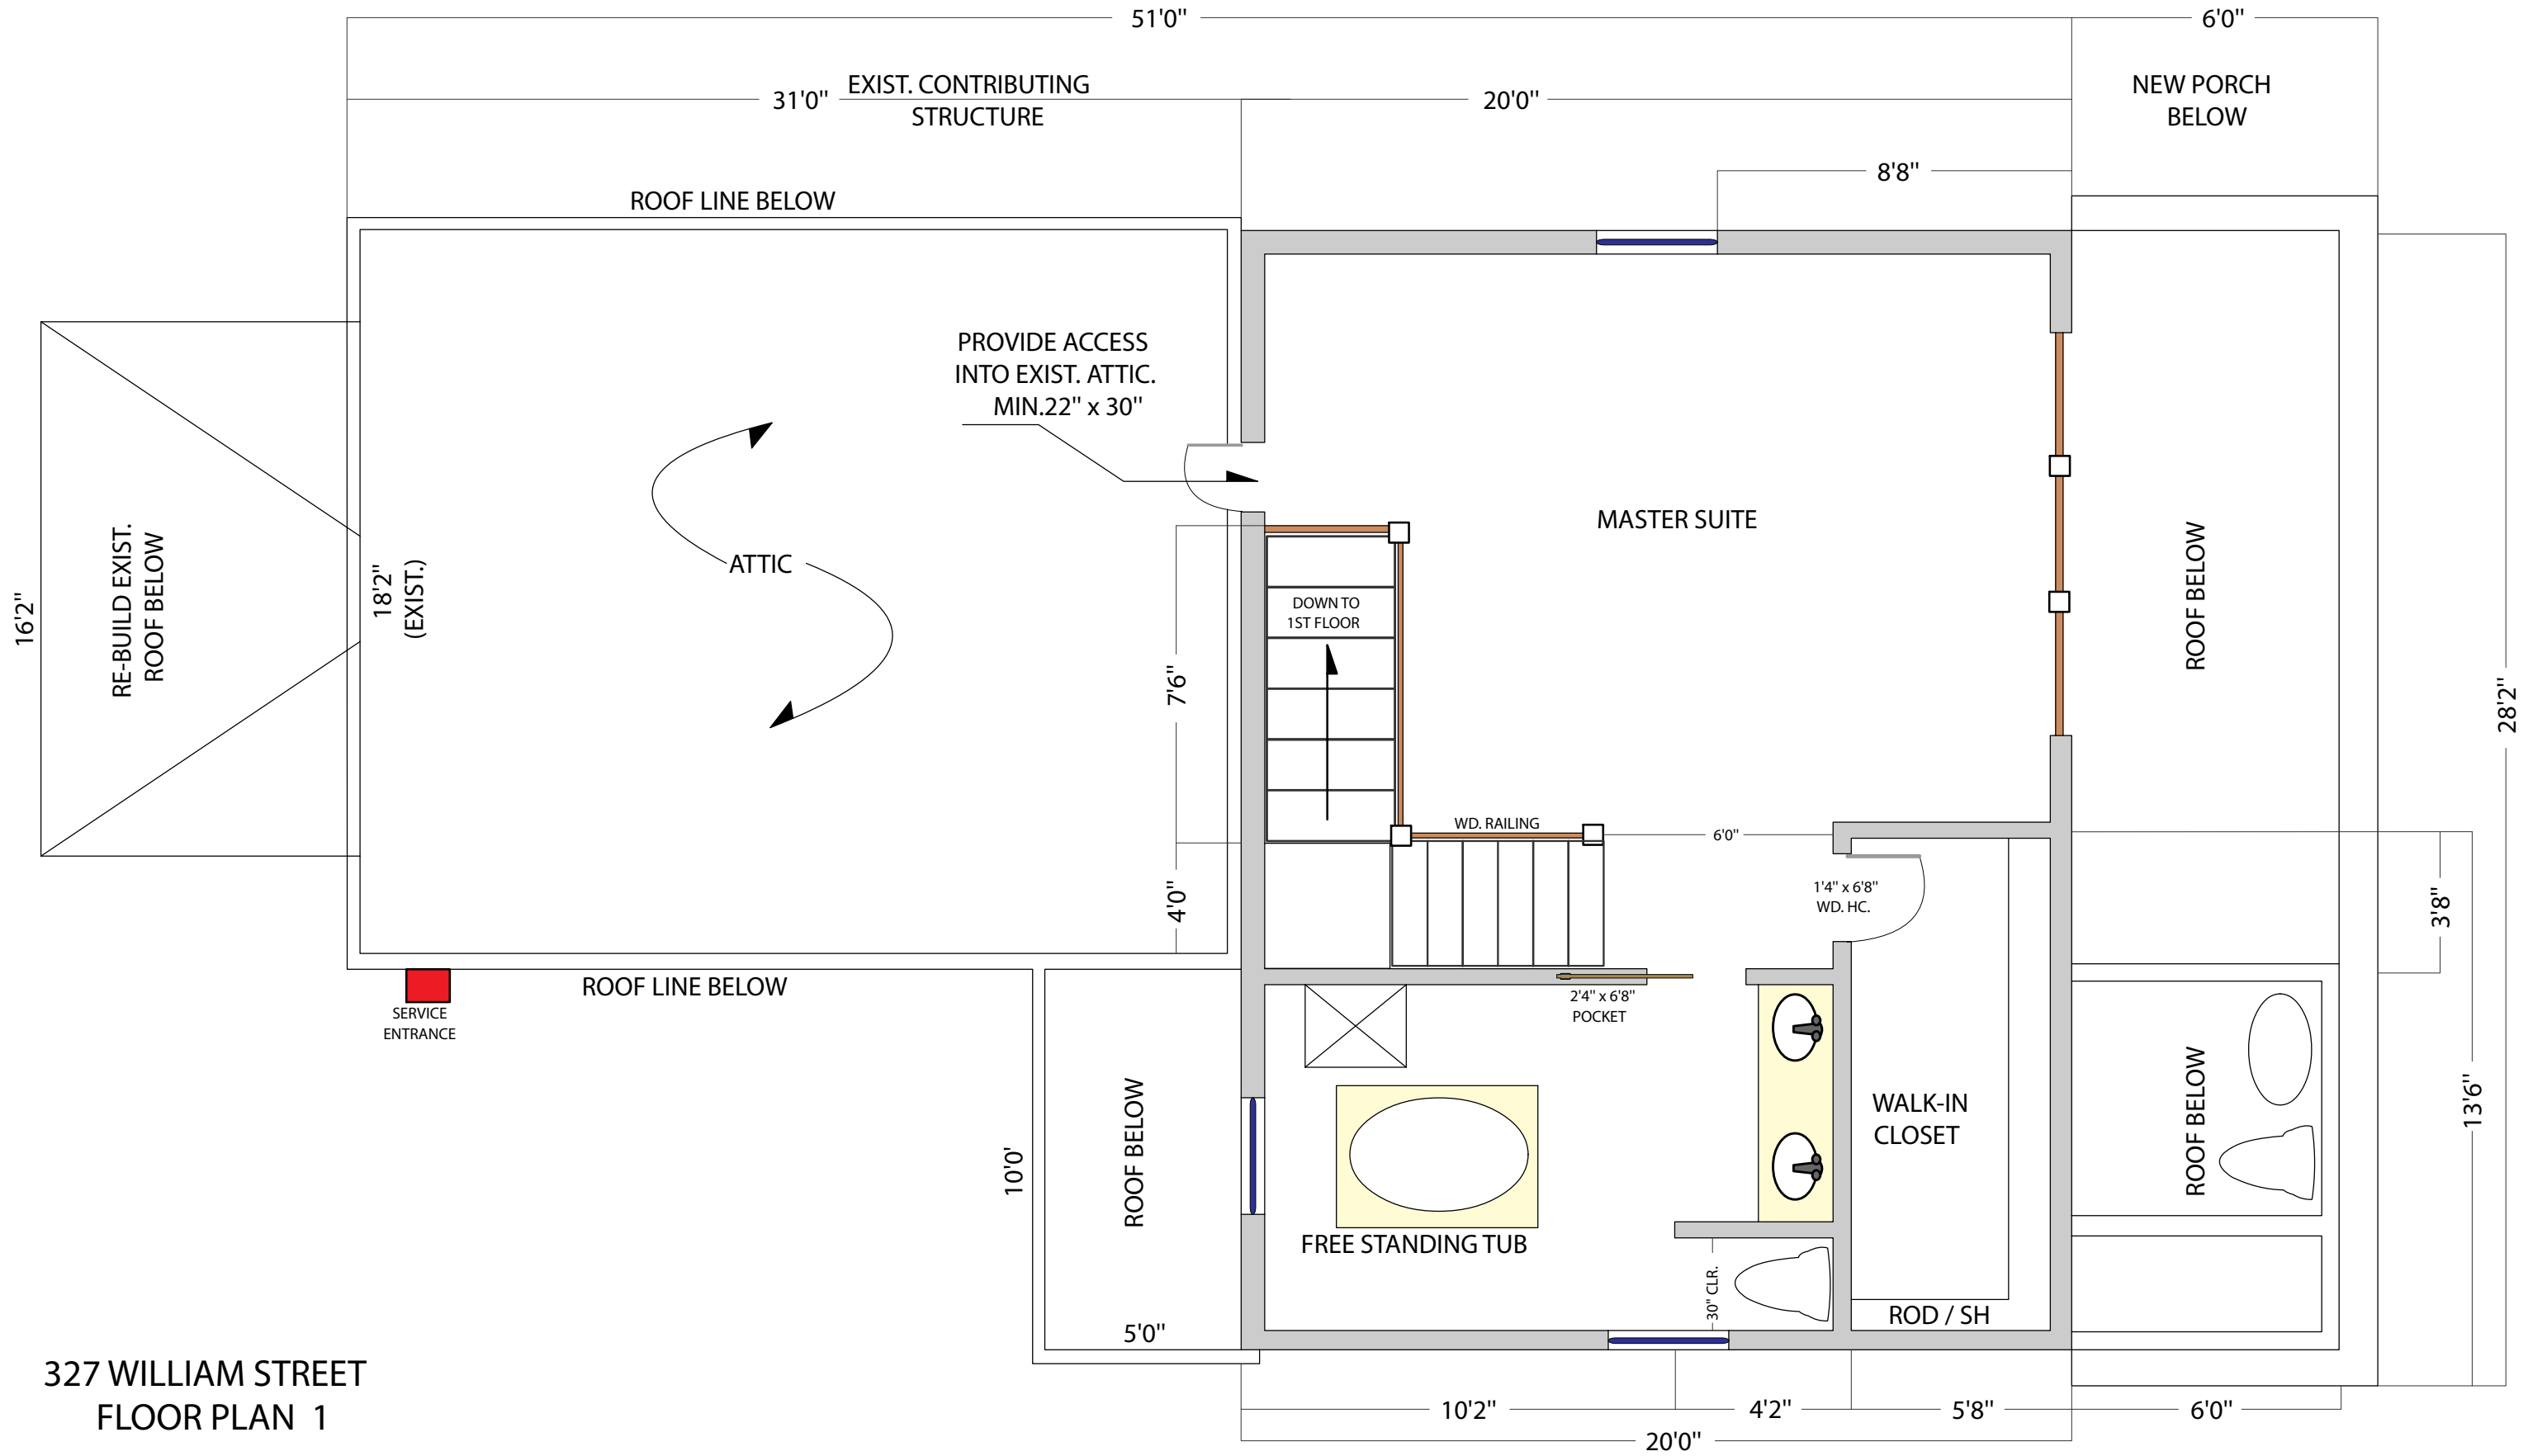 51'0"
6'0"
EXIST. CONTRIBUTING
STRUCTURE
31'0"
20'0"
NEW PORCH
BELOW
8'8"
ROOF LINE BELOW
PROVIDE ACCESS
INTO EXIST. ATTIC.
MIN.22" x 30"
MASTER SUITE
ATTIC
RE-BUILD EXIST.
ROOF BELOW
16'2"
18'2"
(EXIST.)
DOWN TO
1ST FLOOR
7'6"
ROOF BELOW
28'2"
WD. RAILING
6'0"
4'0"
1'4" x 6'8"
WD. HC.
3'8"
ROOF LINE BELOW
SERVICE
ENTRANCE
2'4" x 6'8"
POCKET
10'0'
ROOF BELOW
WALK-IN
CLOSET
ROOF BELOW
13'6"
FREE STANDING TUB
30" CLR.
ROD / SH
5'0"
327 WILLIAM STREET
FLOOR PLAN 1
10'2"
4'2"
5'8"
6'0"
20'0"